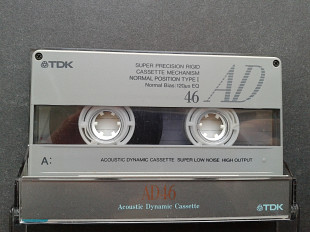 TDK
SUPER PRECISION RIGID
CASSETTE MECHANISM
NORMAL POSITION TYPE I
Normal Bias: 120µs EQ
AD
46
A:
ACOUSTIC DYNAMIC CASSETTE SUPER LOW NOISE HIGH OUTPUT
AD46
Acoustic Dynamic Cassette
TDK